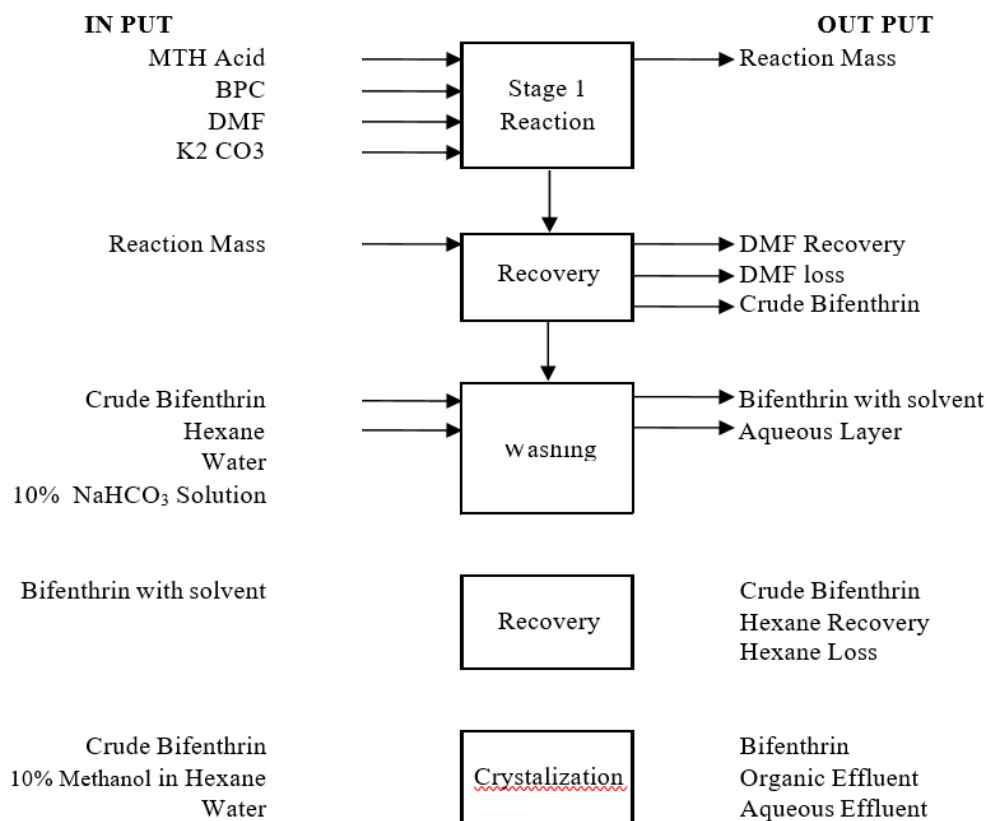 IN PUT
OUT PUT
MTH Acid
BPC
DMF
K2 CO3
Stage 1
Reaction
Reaction Mass
Reaction Mass
Recovery
DMF Recovery
DMF loss
Crude Bifenthrin
Crude Bifenthrin
Hexane
Water
10% NaHCO₃ Solution
Washing
Bifenthrin with solvent
Aqueous Layer
Bifenthrin with solvent
Recovery
Crude Bifenthrin
Hexane Recovery
Hexane Loss
Crude Bifenthrin
10% Methanol in Hexane
Water
Crystalization
Bifenthrin
Organic Effluent
Aqueous Effluent